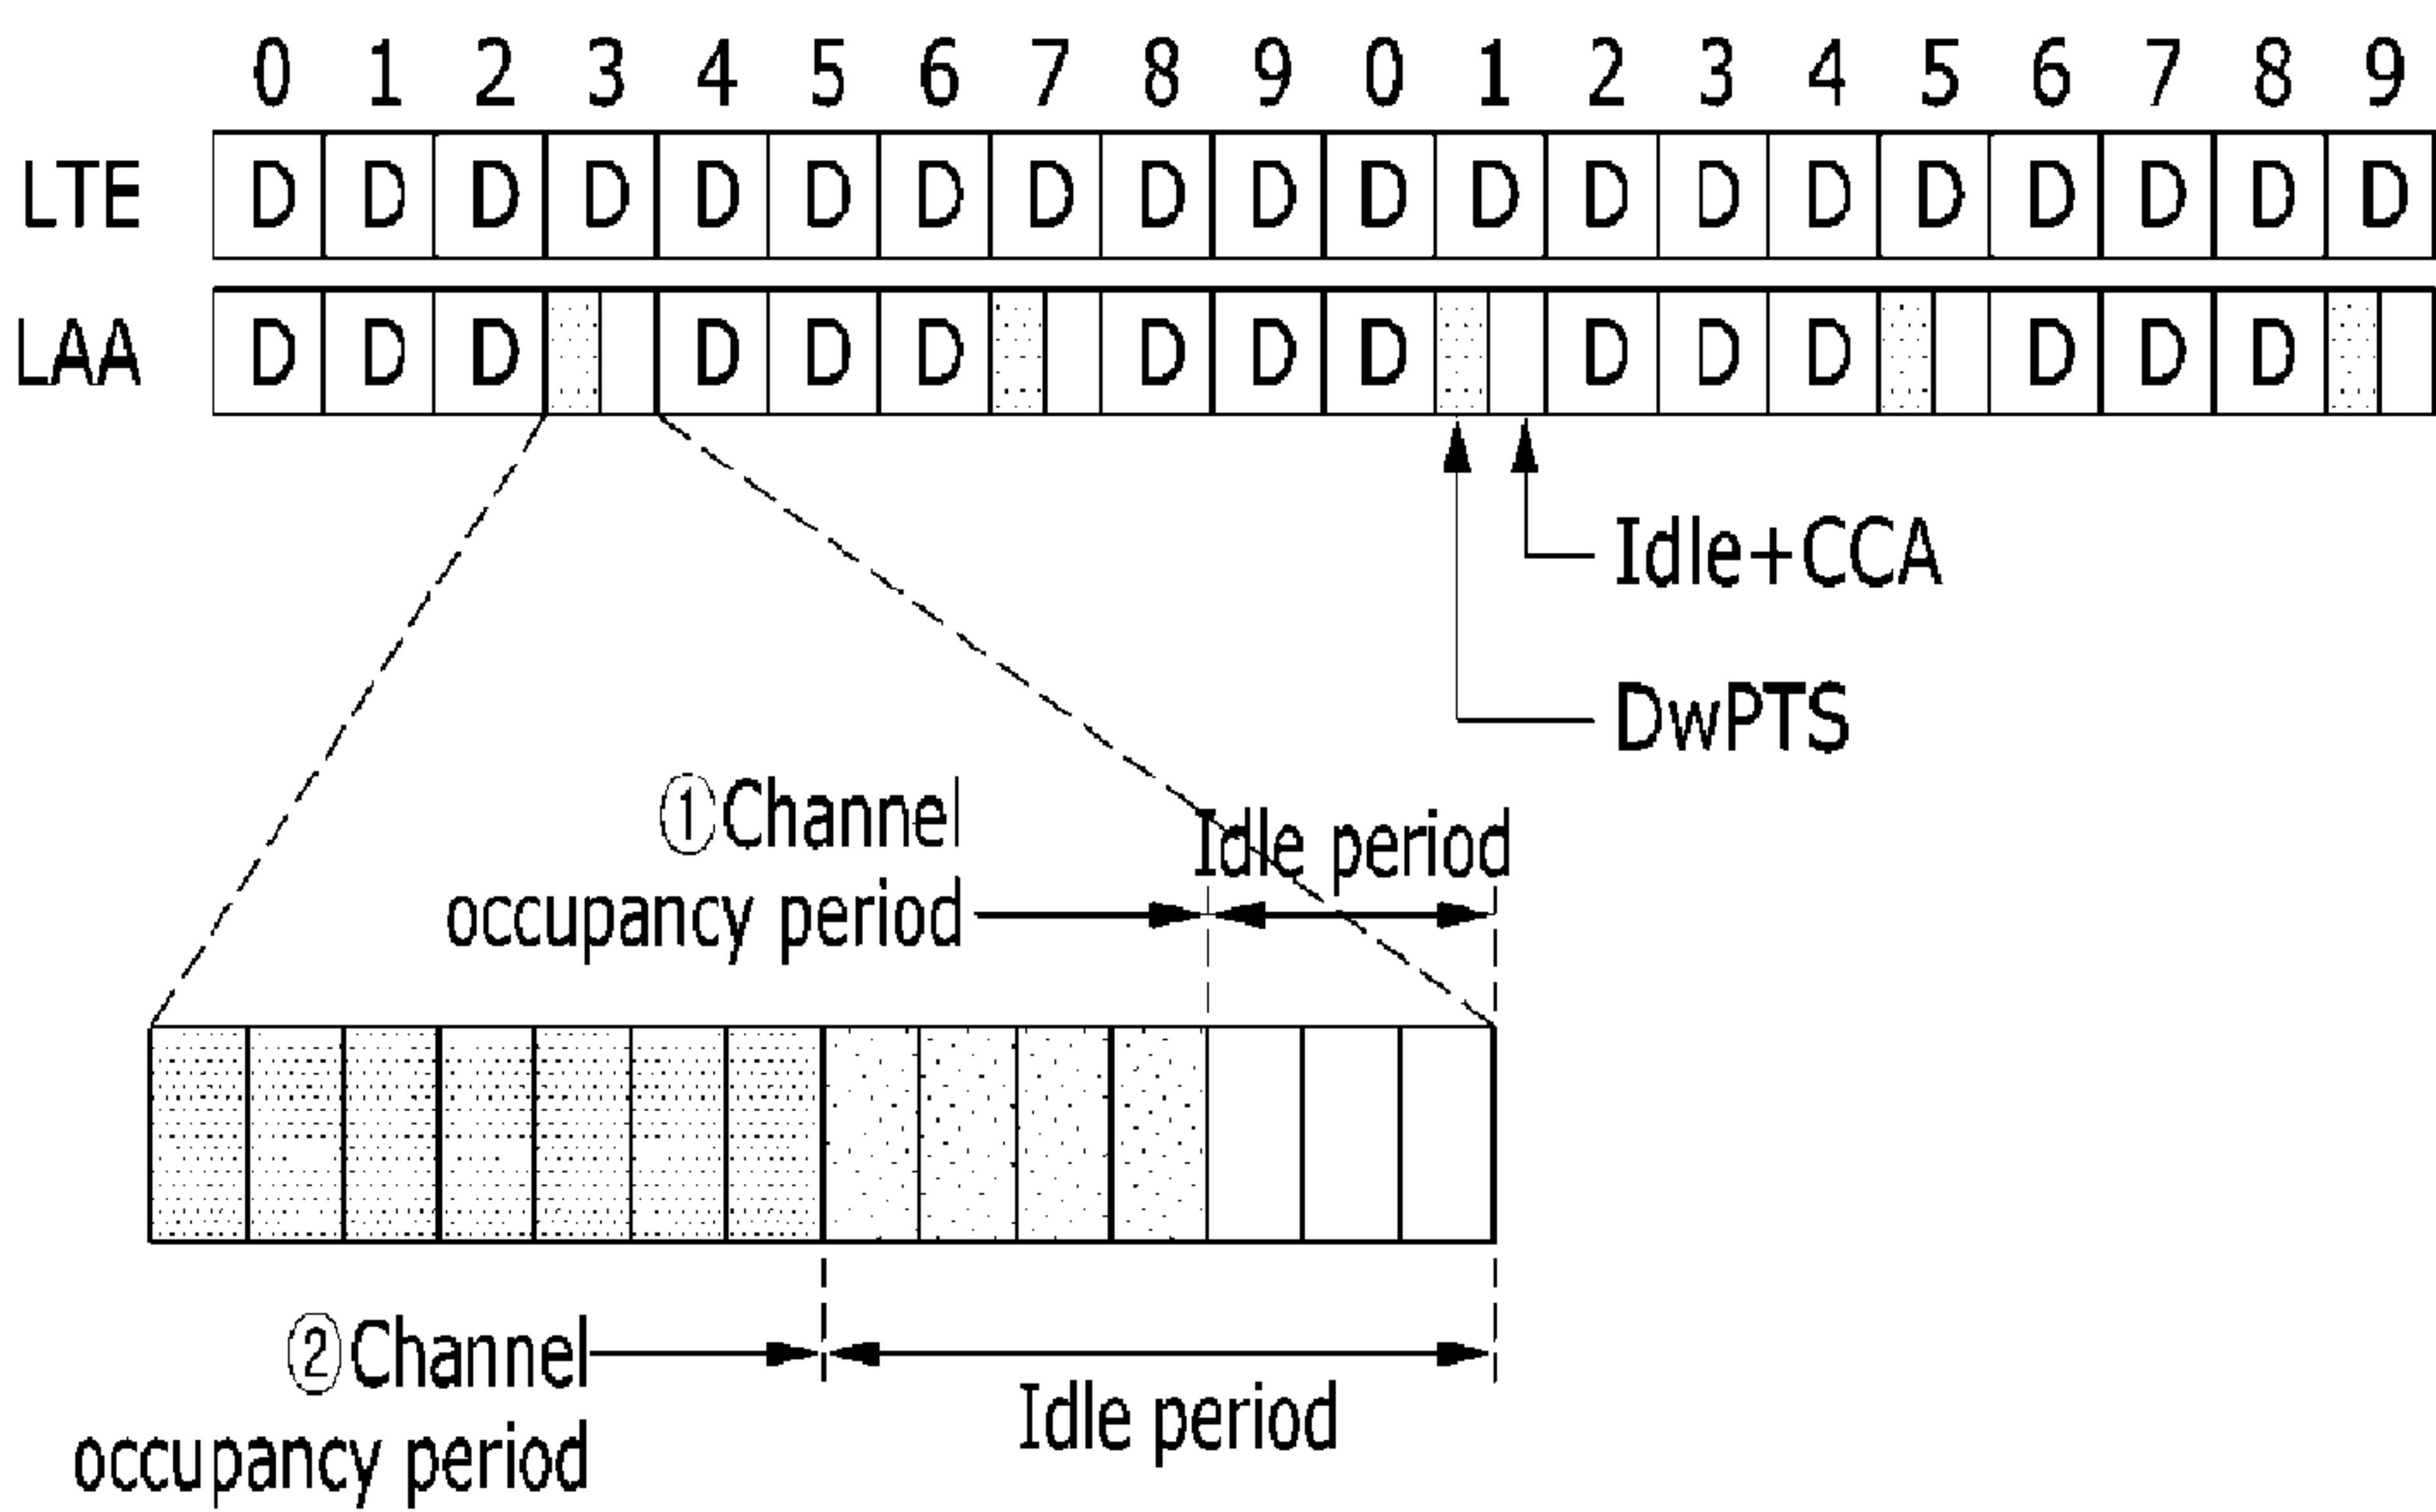 0 1 2 3 4 5 6 7 8 9 0 1 2 3 4 5 6 7 8 9
LTE D D D D D D D D D D D D D D D D D D D D
LAA D D D D D D D D D D D D D D D
Idle+CCA
DwPTS
①Channel
occupancy period
Idle period
②Channel
occupancy period
Idle period